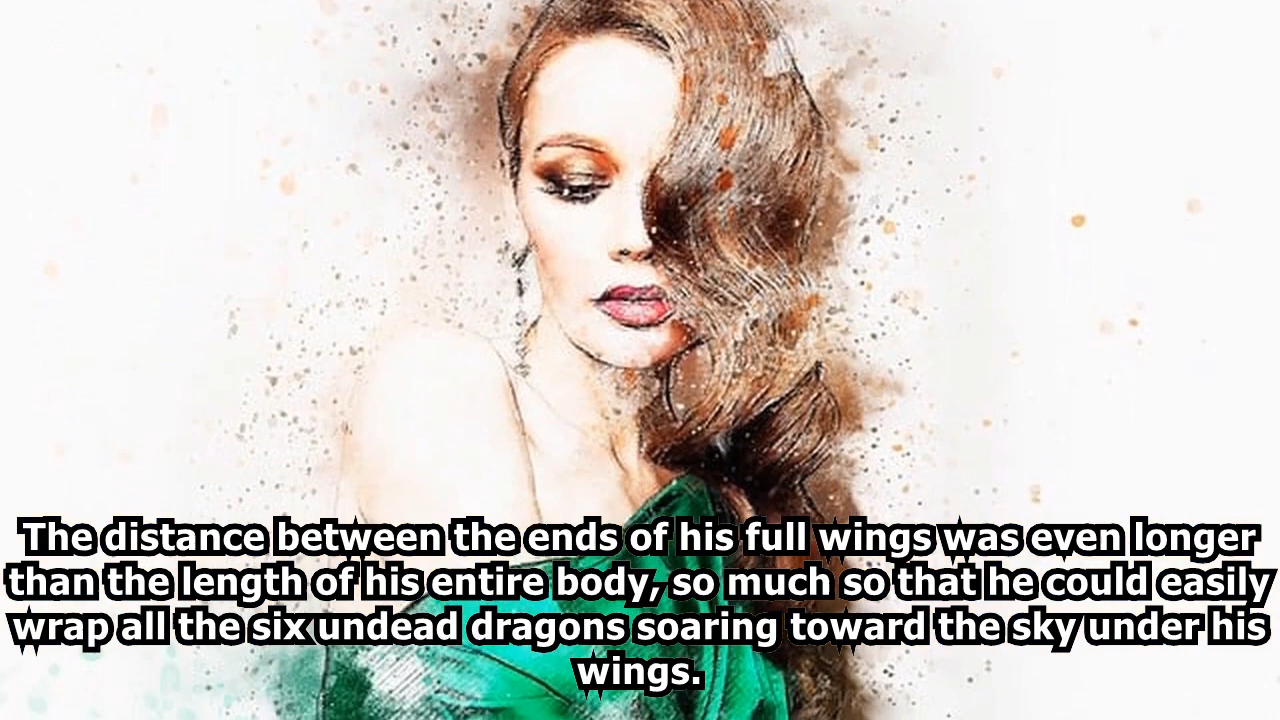 The distance between the ends of his full wings was even longer
than the length of his entire body, so much so that he could easily
wrap all the six undead dragons soaring toward the sky under his
wings.